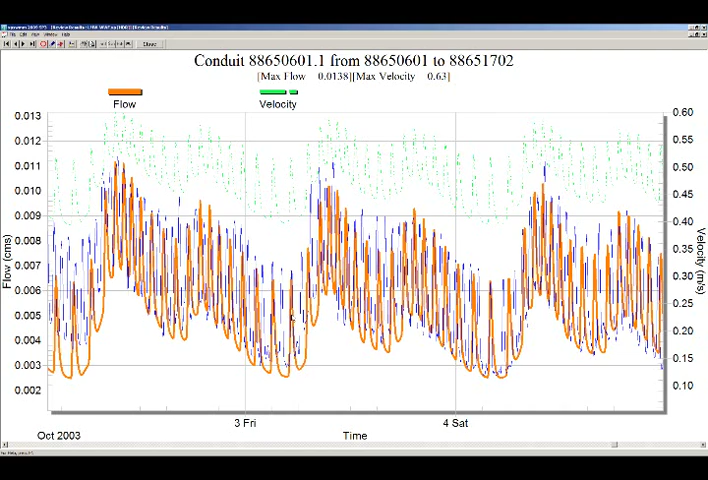 Conduit 88650601.1 from 88650601 to 88651702
[Max Flow 0.0138][Max Velocity 0.63]
Flow
Velocity
0.013
0.012
0.011
0.010
0.009
0.008
0.007
0.006
0.005
0.004
0.003
0.002
Flow (cms)
0.60
0.55
0.50
0.45
0.40
0.35
0.30
0.25
0.20
0.15
0.10
Velocity (m/s)
3 Fri
4 Sat
Oct 2003
Time